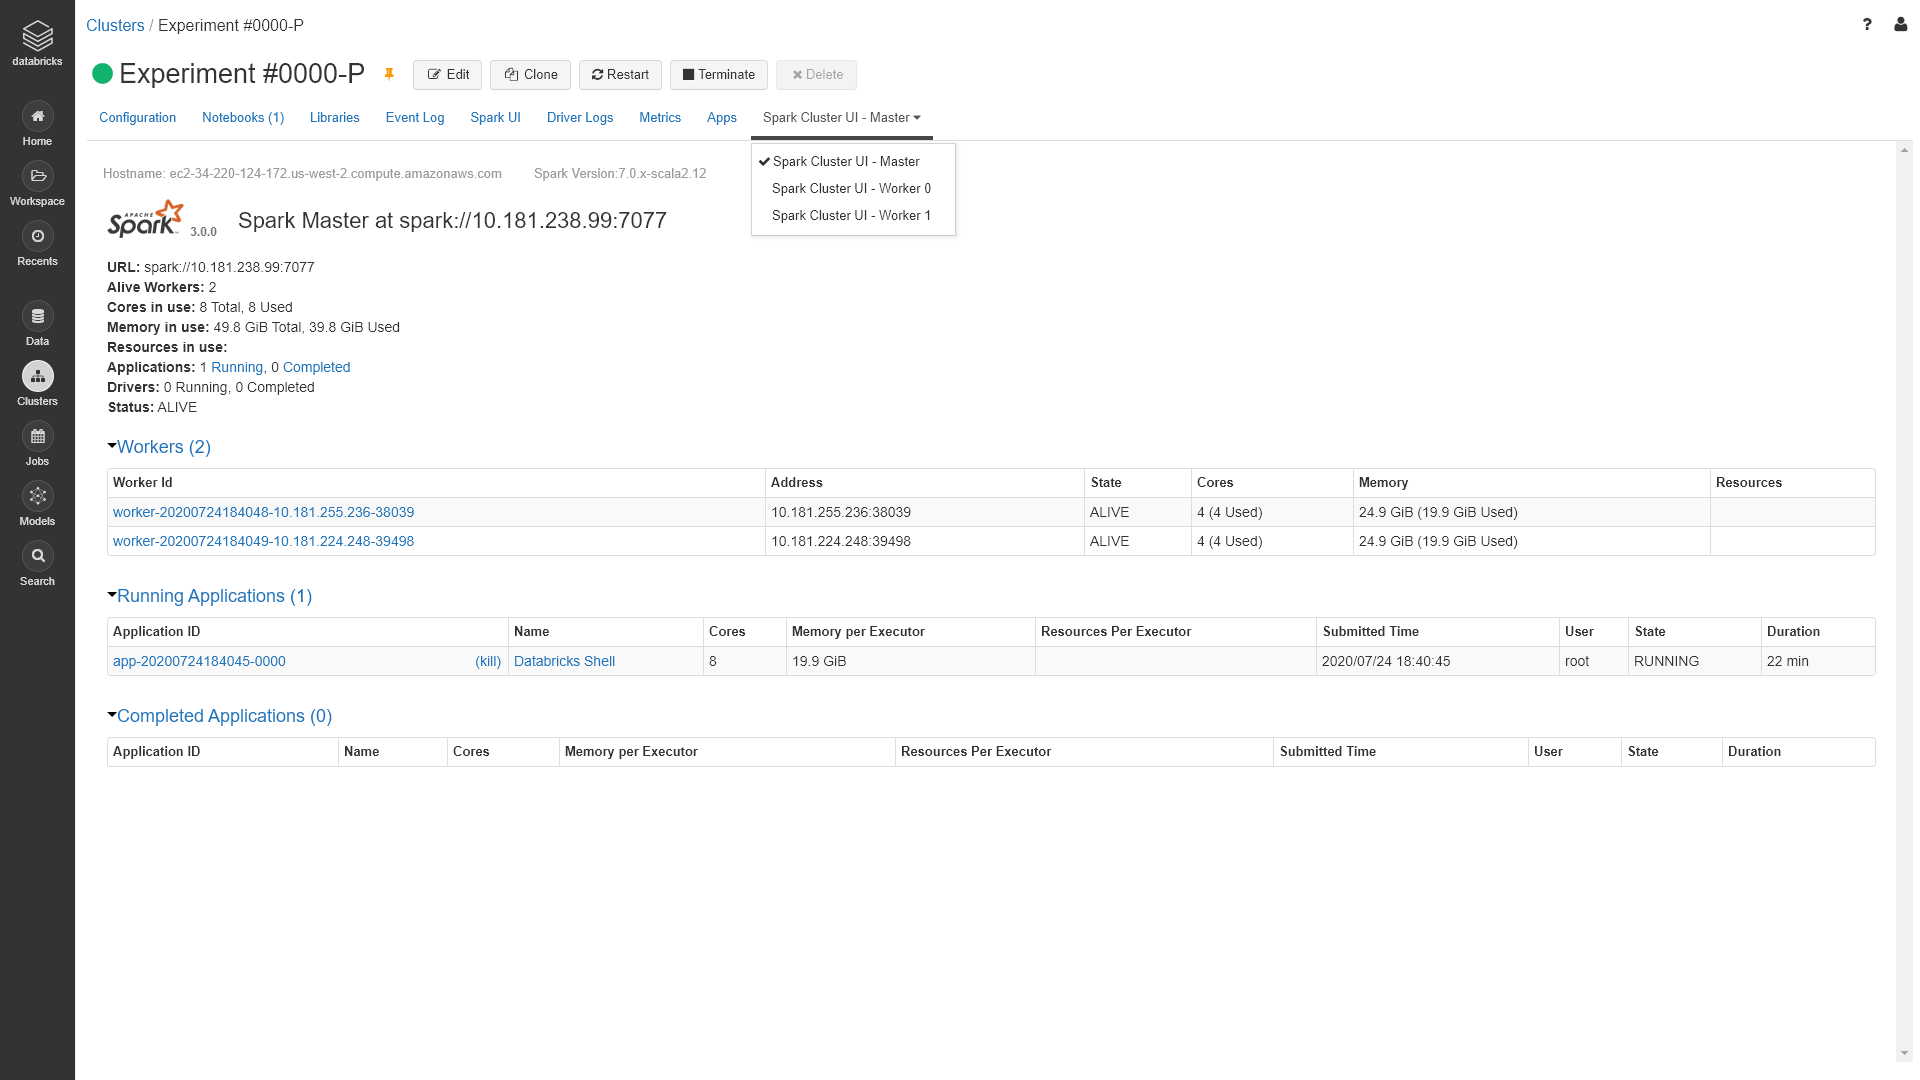 databricks
Home
Workspace
Recents
Data
Clusters
Jobs
Models
Search
Clusters / Experiment #0000-P
?
Experiment #0000-P Edit Clone Restart Terminate Delete
Configuration Notebooks (1) Libraries Event Log Spark UI Driver Logs Metrics Apps Spark Cluster UI - Master
Spark Cluster UI - Master
Spark Cluster UI - Worker 0
Spark Cluster UI - Worker 1
Hostname: ec2-34-220-124-172.us-west-2.compute.amazonaws.com Spark Version:7.0.x-scala2.12
APACHE Spark 3.0.0 Spark Master at spark://10.181.238.99:7077
URL: spark://10.181.238.99:7077
Alive Workers: 2
Cores in use: 8 Total, 8 Used
Memory in use: 49.8 GiB Total, 39.8 GiB Used
Resources in use:
Applications: 1 Running, 0 Completed
Drivers: 0 Running, 0 Completed
Status: ALIVE
Workers (2)
Worker Id Address State Cores Memory Resources
worker-20200724184048-10.181.255.236-38039 10.181.255.236:38039 ALIVE 4 (4 Used) 24.9 GiB (19.9 GiB Used)
worker-20200724184049-10.181.224.248-39498 10.181.224.248:39498 ALIVE 4 (4 Used) 24.9 GiB (19.9 GiB Used)
Running Applications (1)
Application ID Name Cores Memory per Executor Resources Per Executor Submitted Time User State Duration
app-20200724184045-0000 (kill) Databricks Shell 8 19.9 GiB 2020/07/24 18:40:45 root RUNNING 22 min
Completed Applications (0)
Application ID Name Cores Memory per Executor Resources Per Executor Submitted Time User State Duration